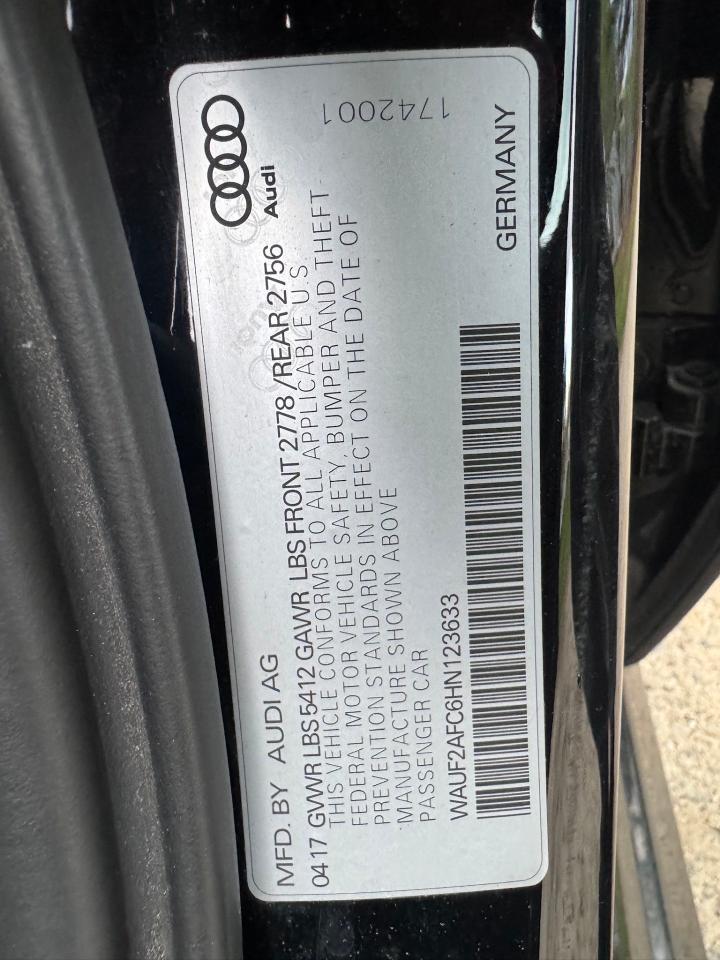 Audi
MFD. BY AUDI AG
04 17 GVWR LBS 5412 GAWR LBS FRONT 2778 / REAR 2756
THIS VEHICLE CONFORMS TO ALL APPLICABLE U S
FEDERAL MOTOR VEHICLE SAFETY, BUMPER AND THEFT
PREVENTION STANDARDS IN EFFECT ON THE DATE OF
MANUFACTURE SHOWN ABOVE
PASSENGER CAR
WAUF2AFC6HN123633
GERMANY
1742001